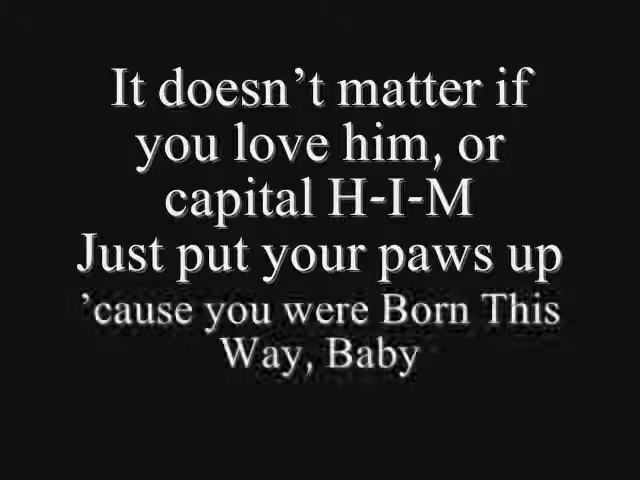 It doesn’t matter if
you love him, or
capital H-I-M
Just put your paws up
’cause you were Born This
Way, Baby